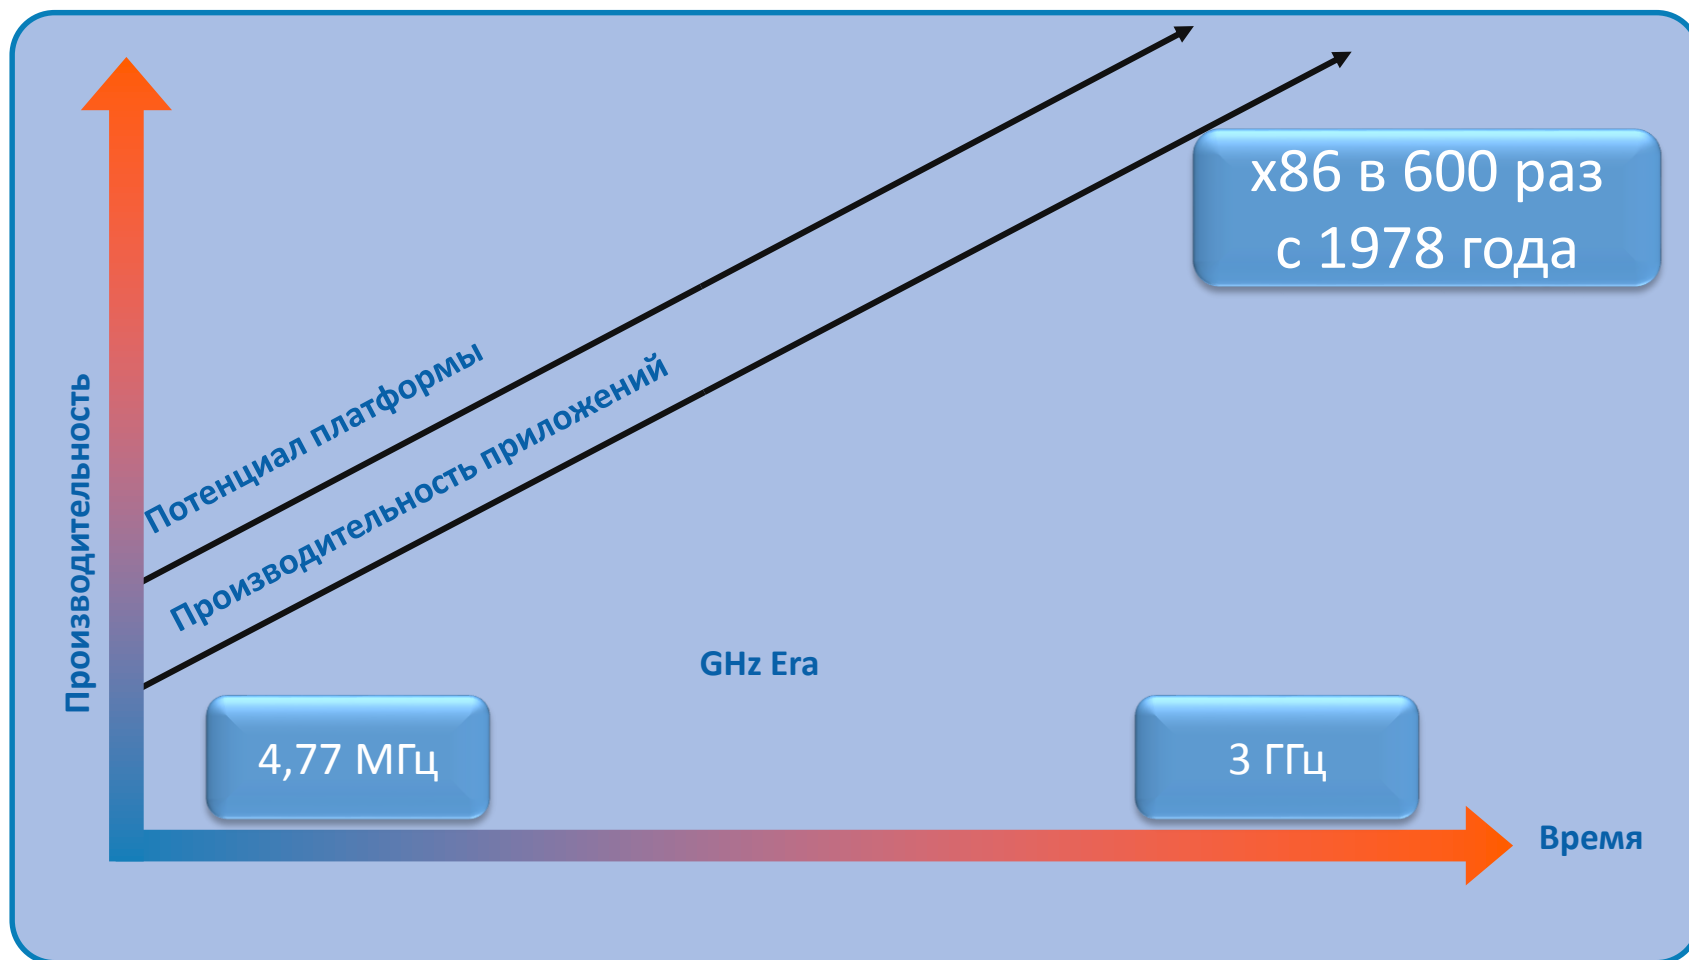 x86 в 600 раз
с 1978 года
Потенциал платформы
Производительность приложений
Производительность
GHz Era
4,77 МГц
3 ГГц
Время